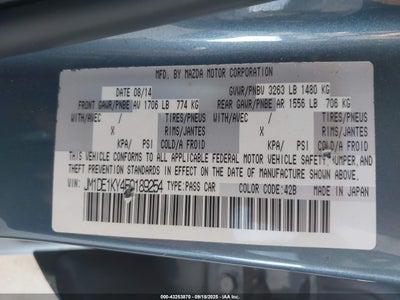 MFD. BY MAZDA MOTOR CORPORATION
DATE 08/14 GVWR/PNBV 3263 LB 1480 KG
FRONT GAWR/PNBE AV 1706 LB 774 KG REAR GAWR/PNBE AR 1556 LB 706 KG
WITH/AVEC / TIRES/PNEUS WITH/AVEC / TIRES/PNEUS
X RIMS/JANTES X RIMS/JANTES
KPA/ PSI COLD/A FROID KPA/ PSI COLD/A FROID
THIS VEHICLE CONFORMS TO ALL APPLICABLE FEDERAL MOTOR VEHICLE SAFETY, BUMPER, AND
THEFT PREVENTION STANDARDS IN EFFECT ON THE DATE OF MANUFACTURE SHOWN ABOVE.
VIN: JM1DE1KY4F0189254 TYPE:PASS CAR COLOR CODE:42B MADE IN JAPAN
000-43253870 09/18/2025 - IAAI.COM